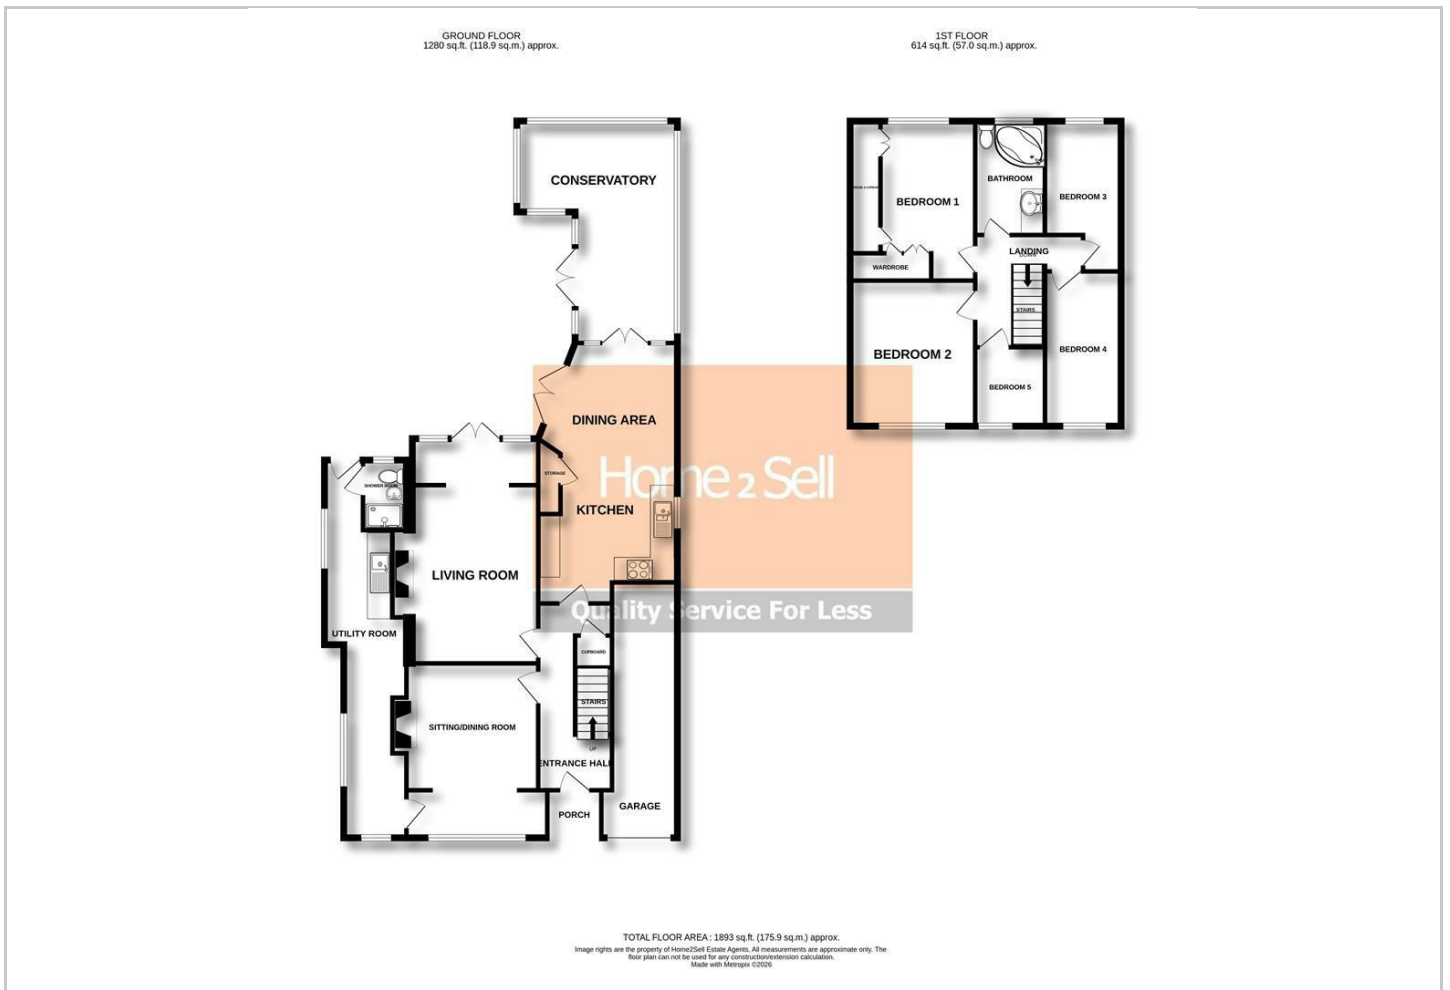 GROUND FLOOR
1280 sq.ft. (118.9 sq.m.) approx.
1ST FLOOR
614 sq.ft. (57.0 sq.m.) approx.
CONSERVATORY
DINING AREA
STORAGE
KITCHEN
SHOWER ROOM
LIVING ROOM
UTILITY ROOM
CUPBOARD
STAIRS
SITTING/DINING ROOM
UP
ENTRANCE HALL
PORCH
GARAGE
BATHROOM
BEDROOM 3
BEDROOM 1
LANDING
DOWN
WARDROBE
STAIRS
BEDROOM 4
BEDROOM 2
BEDROOM 5
Home 2 Sell
Quality Service For Less
TOTAL FLOOR AREA : 1893 sq.ft. (175.9 sq.m.) approx.
Image rights are the property of Home2Sell Estate Agents. All measurements are approximate only. The
floor plan can not be used for any construction/extension calculation.
Made with Metropix ©2026